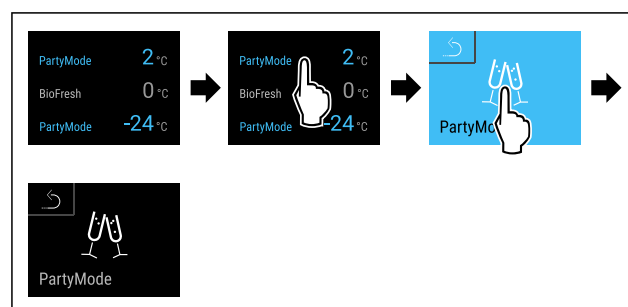 PartyMode 2 °C
BioFresh 0 °C
PartyMode -24 °C
PartyMode 2 °C
BioFresh 0 °C
PartyMode -24 °C
PartyMo
PartyMode